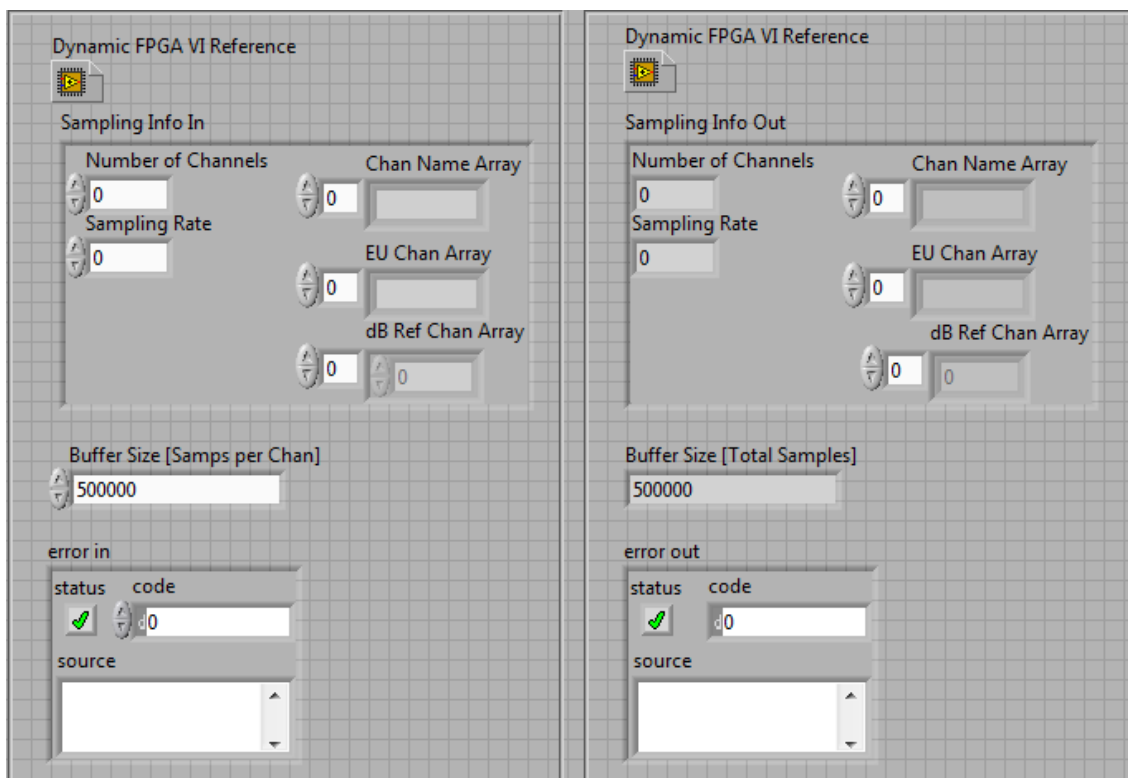 Dynamic FPGA VI Reference
Sampling Info In
Number of Channels
0
Sampling Rate
0
Chan Name Array
0
EU Chan Array
0
dB Ref Chan Array
0
0
Buffer Size [Samps per Chan]
500000
error in
status code
d0
source
Dynamic FPGA VI Reference
Sampling Info Out
Number of Channels
0
Sampling Rate
0
Chan Name Array
0
EU Chan Array
0
dB Ref Chan Array
0
0
Buffer Size [Total Samples]
500000
error out
status code
d0
source